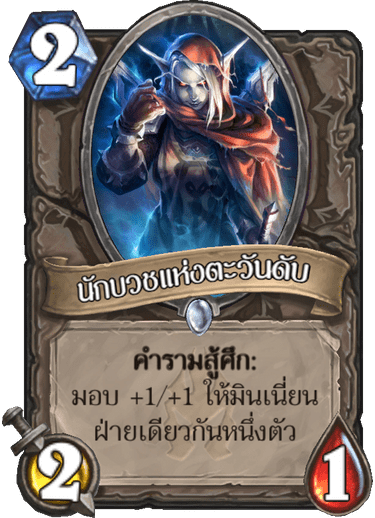 2
นักบวชแห่งตะวันดับ
คำรามสู้ศึก:
มอบ +1/+1 ให้มินเนี่ยน
ฝ่ายเดียวกันหนึ่งตัว
2
1